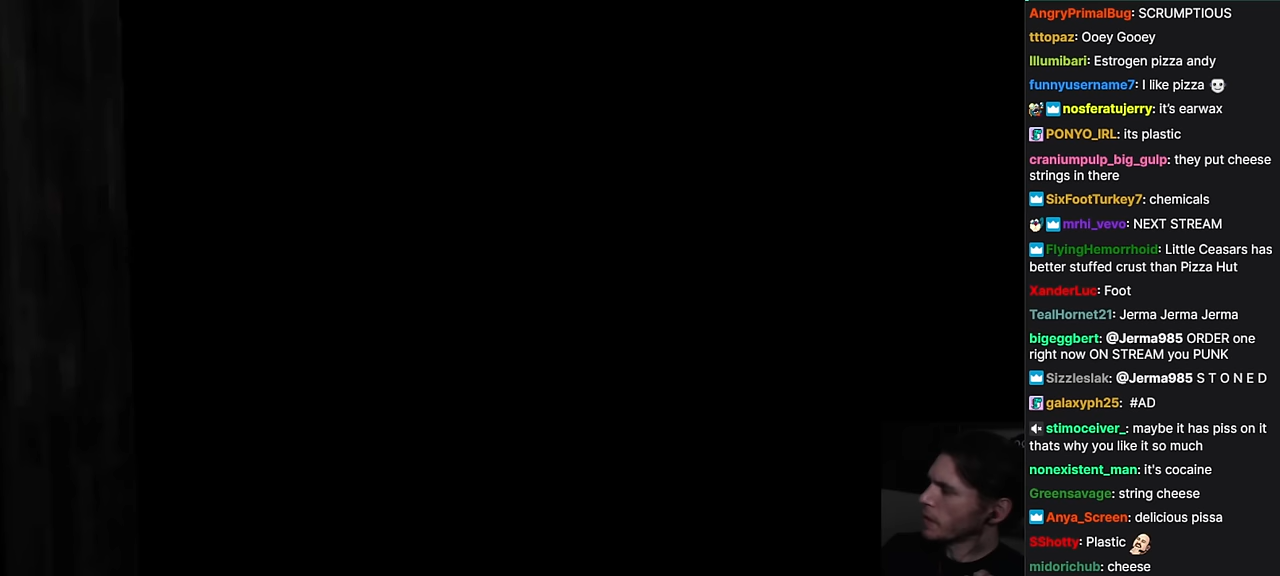 AngryPrimalBug: SCRUMPTIOUS
tttopaz: Ooey Gooey
Illumibari: Estrogen pizza andy
funnyusername7: I like pizza
nosferatujerry: it's earwax
PONYO_IRL: its plastic
craniumpulp_big_gulp: they put cheese
strings in there
SixFootTurkey7: chemicals
mrhi_vevo: NEXT STREAM
FlyingHemorrhoid: Little Ceasars has
better stuffed crust than Pizza Hut
XanderLuc: Foot
TealHornet21: Jerma Jerma Jerma
bigeggbert: @Jerma985 ORDER one
right now ON STREAM you PUNK
Sizzleslak: @Jerma985 S T O N E D
galaxyph25: #AD
stimoceiver_: maybe it has piss on it
thats why you like it so much
nonexistent_man: it's cocaine
Greensavage: string cheese
Anya_Screen: delicious pissa
SShotty: Plastic
midorichub: cheese